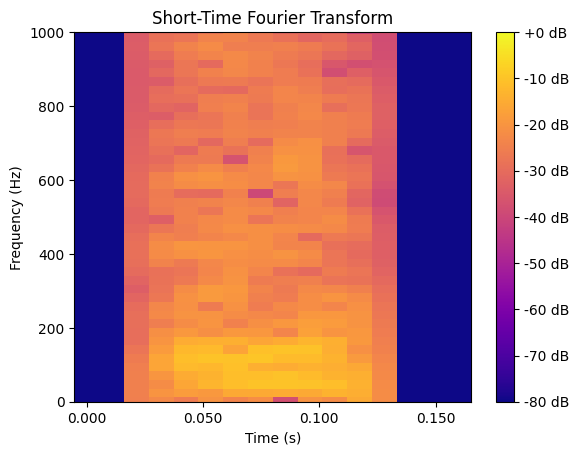 Short-Time Fourier Transform
1000
800
600
400
200
0
Frequency (Hz)
0.000
0.050
0.100
0.150
Time (s)
+0 dB
-10 dB
-20 dB
-30 dB
-40 dB
-50 dB
-60 dB
-70 dB
-80 dB